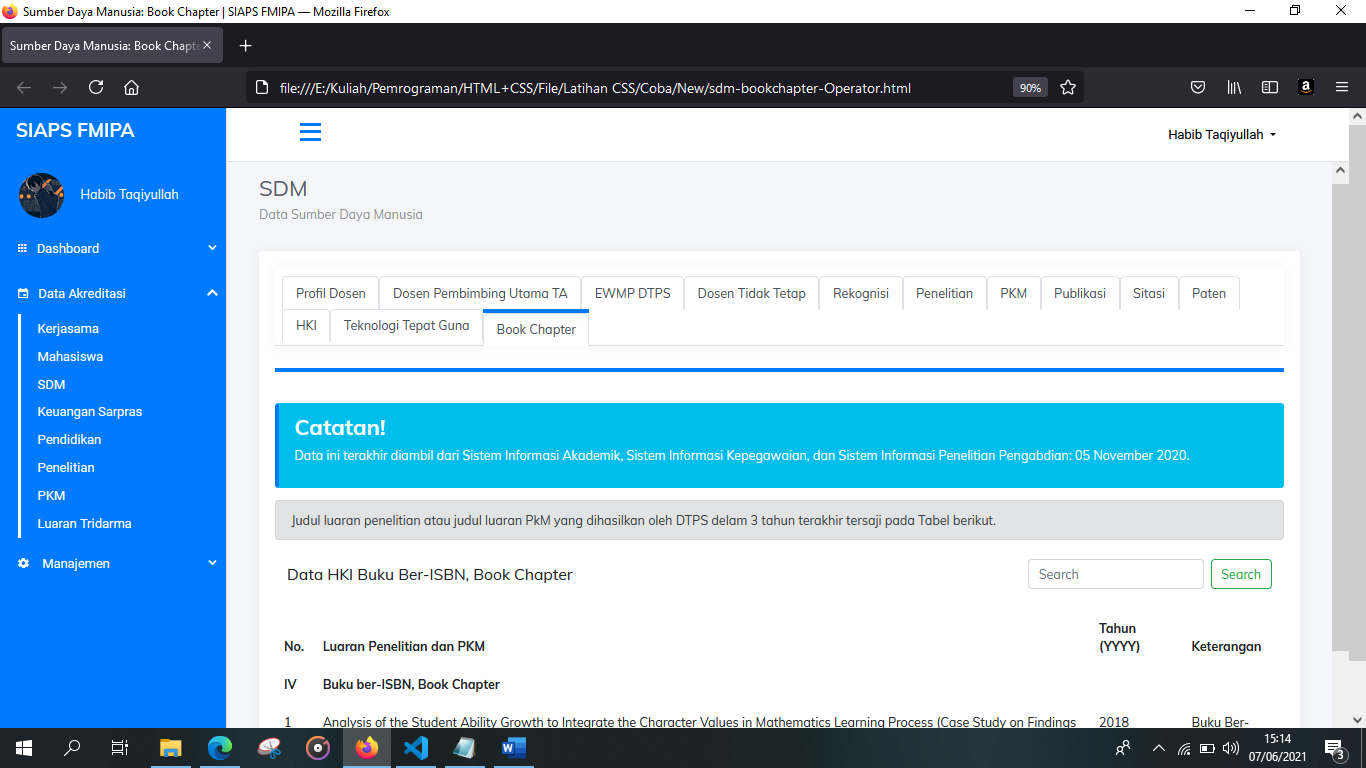 Sumber Daya Manusia: Book Chapter | SIAPS FMIPA — Mozilla Firefox
Sumber Daya Manusia: Book Chapte
file:///E:/Kuliah/Pemrograman/HTML+CSS/File/Latihan CSS/Coba/New/sdm-bookchapter-Operator.html
90%
SIAPS FMIPA
Habib Taqiyullah
Habib Taqiyullah
Dashboard
Data Akreditasi
Kerjasama
Mahasiswa
SDM
Keuangan Sarpras
Pendidikan
Penelitian
PKM
Luaran Tridarma
Manajemen
SDM
Data Sumber Daya Manusia
Profil Dosen Dosen Pembimbing Utama TA EWMP DTPS Dosen Tidak Tetap Rekognisi Penelitian PKM Publikasi Sitasi Paten
HKI Teknologi Tepat Guna Book Chapter
Catatan!
Data ini terakhir diambil dari Sistem Informasi Akademik, Sistem Informasi Kepegawaian, dan Sistem Informasi Penelitian Pengabdian: 05 November 2020.
Judul luaran penelitian atau judul luaran PkM yang dihasilkan oleh DTPS delam 3 tahun terakhir tersaji pada Tabel berikut.
Data HKI Buku Ber-ISBN, Book Chapter
Search Search
No. Luaran Penelitian dan PKM Tahun (YYYY) Keterangan
IV Buku ber-ISBN, Book Chapter
1 Analysis of the Student Ability Growth to Integrate the Character Values in Mathematics Learning Process (Case Study on Findings 2018 Buku Ber-
15:14
07/06/2021
3